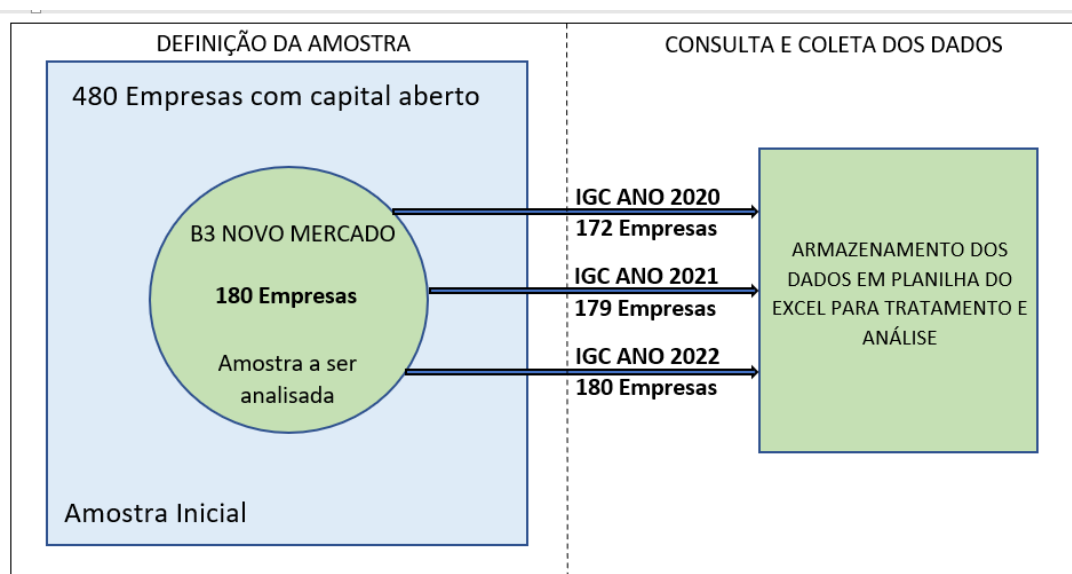 DEFINIÇÃO DA AMOSTRA
480 Empresas com capital aberto
B3 NOVO MERCADO
180 Empresas
Amostra a ser
analisada
Amostra Inicial
CONSULTA E COLETA DOS DADOS
IGC ANO 2020
172 Empresas
IGC ANO 2021
179 Empresas
IGC ANO 2022
180 Empresas
ARMAZENAMENTO DOS
DADOS EM PLANILHA DO
EXCEL PARA TRATAMENTO E
ANÁLISE